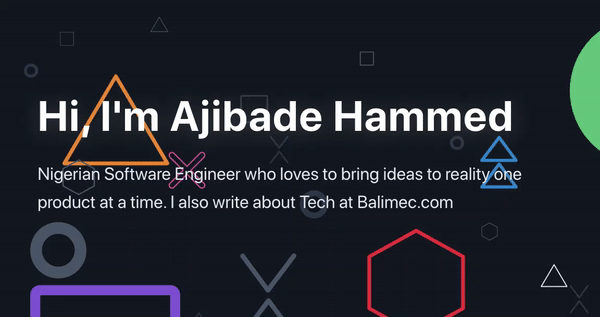 Hi, I'm Ajibade Hammed
Nigerian Software Engineer who loves to bring ideas to reality one
product at a time. I also write about Tech at Balimec.com